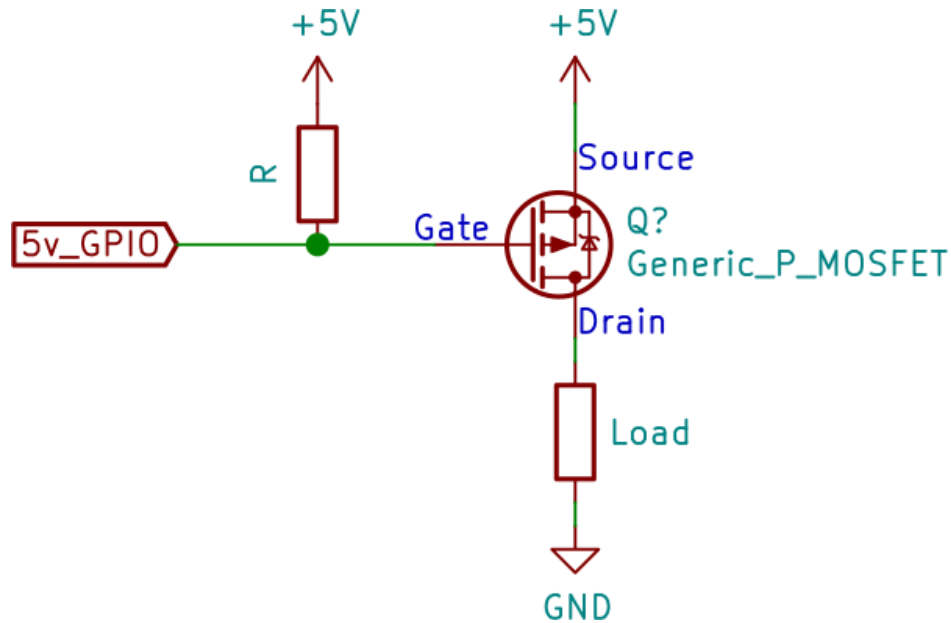 +5V
+5V
R
Source
5v_GPIO
Gate
Q?
Generic_P_MOSFET
Drain
Load
GND